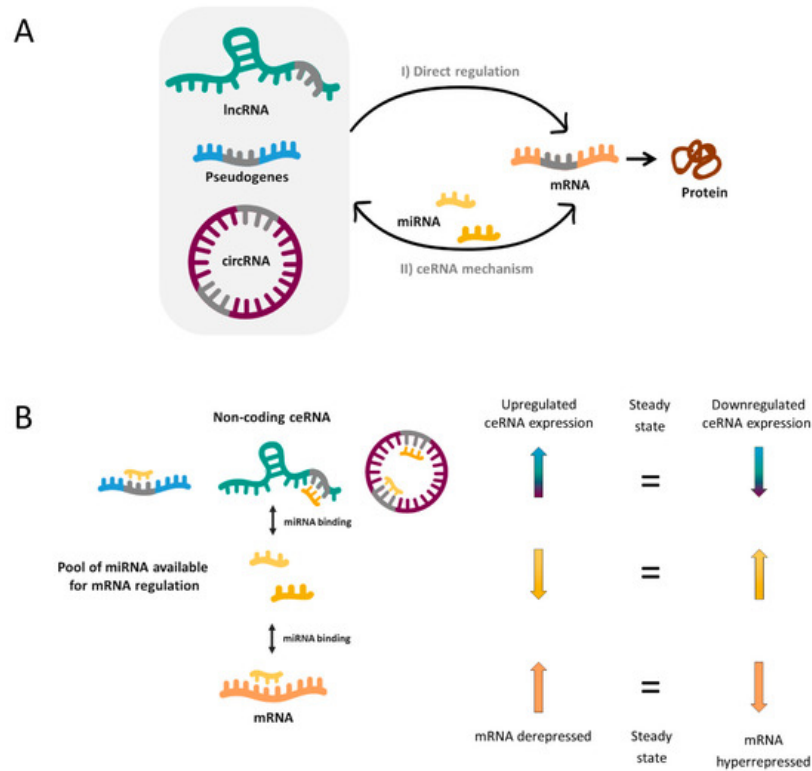 A
I) Direct regulation
lncRNA
Pseudogenes
mRNA
Protein
miRNA
circRNA
II) ceRNA mechanism
B
Non-coding ceRNA
Upregulated
ceRNA expression
Steady
state
Downregulated
ceRNA expression
=
miRNA binding
Pool of miRNA available
for mRNA regulation
=
miRNA binding
=
mRNA
mRNA derepressed
Steady
state
mRNA
hyperrepressed